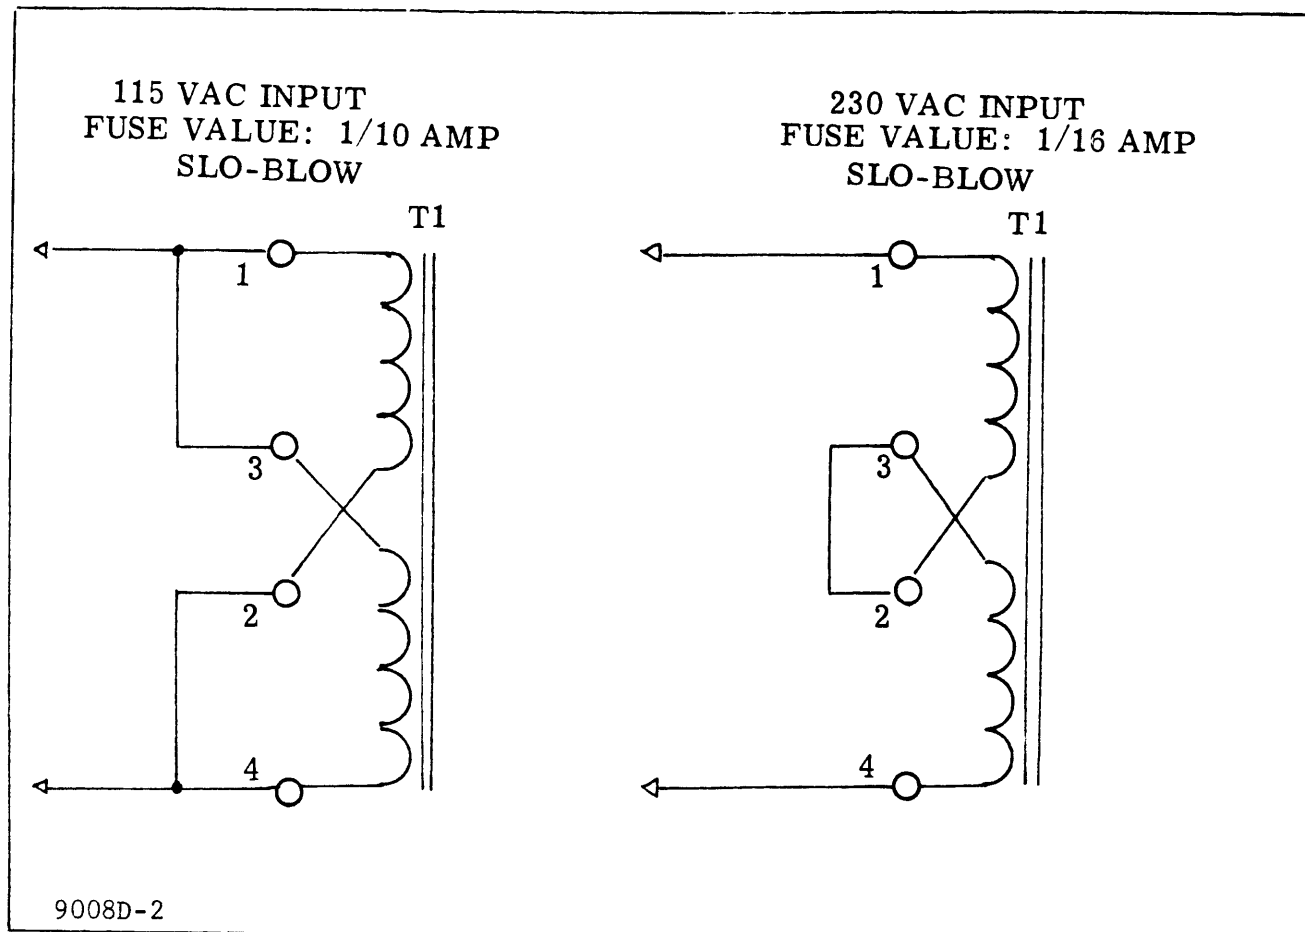 115 VAC INPUT
FUSE VALUE: 1/10 AMP
SLO-BLOW
T1
1
3
2
4
230 VAC INPUT
FUSE VALUE: 1/16 AMP
SLO-BLOW
T1
1
3
2
4
9008D-2